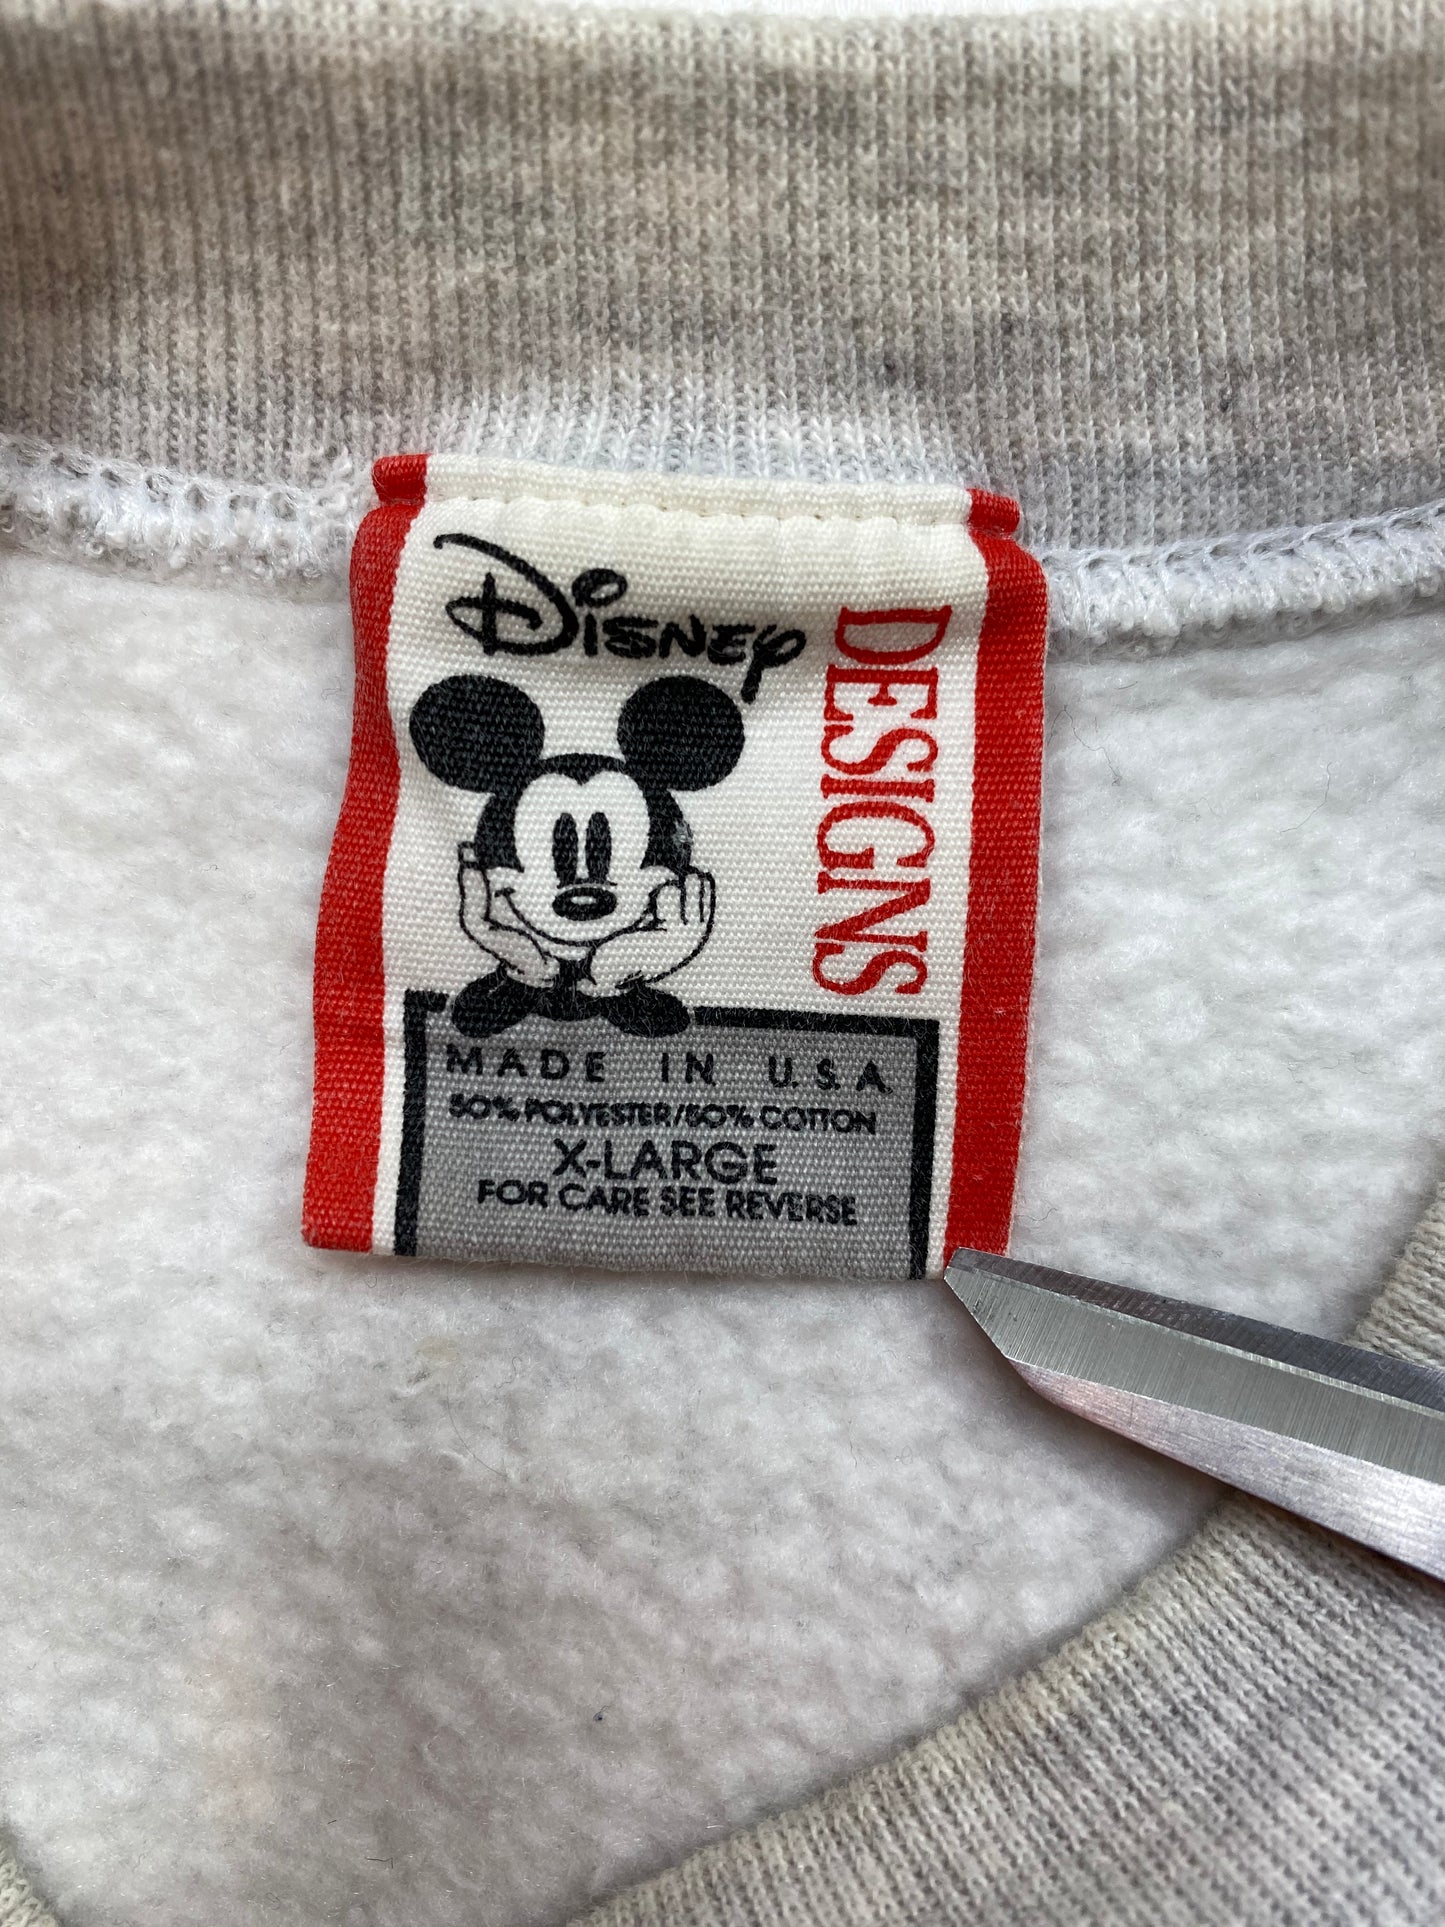 Disney
DESIGNS
MADE IN U.S.A.
50% POLYESTER/50% COTTON
X-LARGE
FOR CARE SEE REVERSE